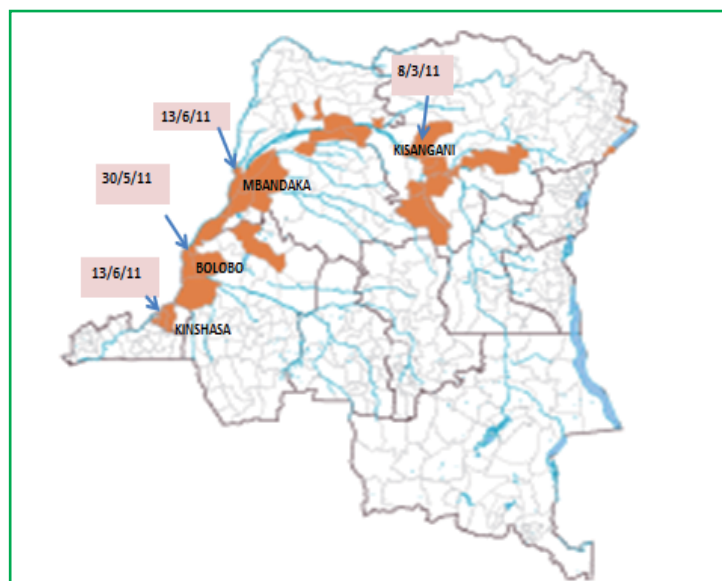 8/3/11
13/6/11
KISANGANI
30/5/11
MBANDAKA
13/6/11
BOLOBO
KINSHASA